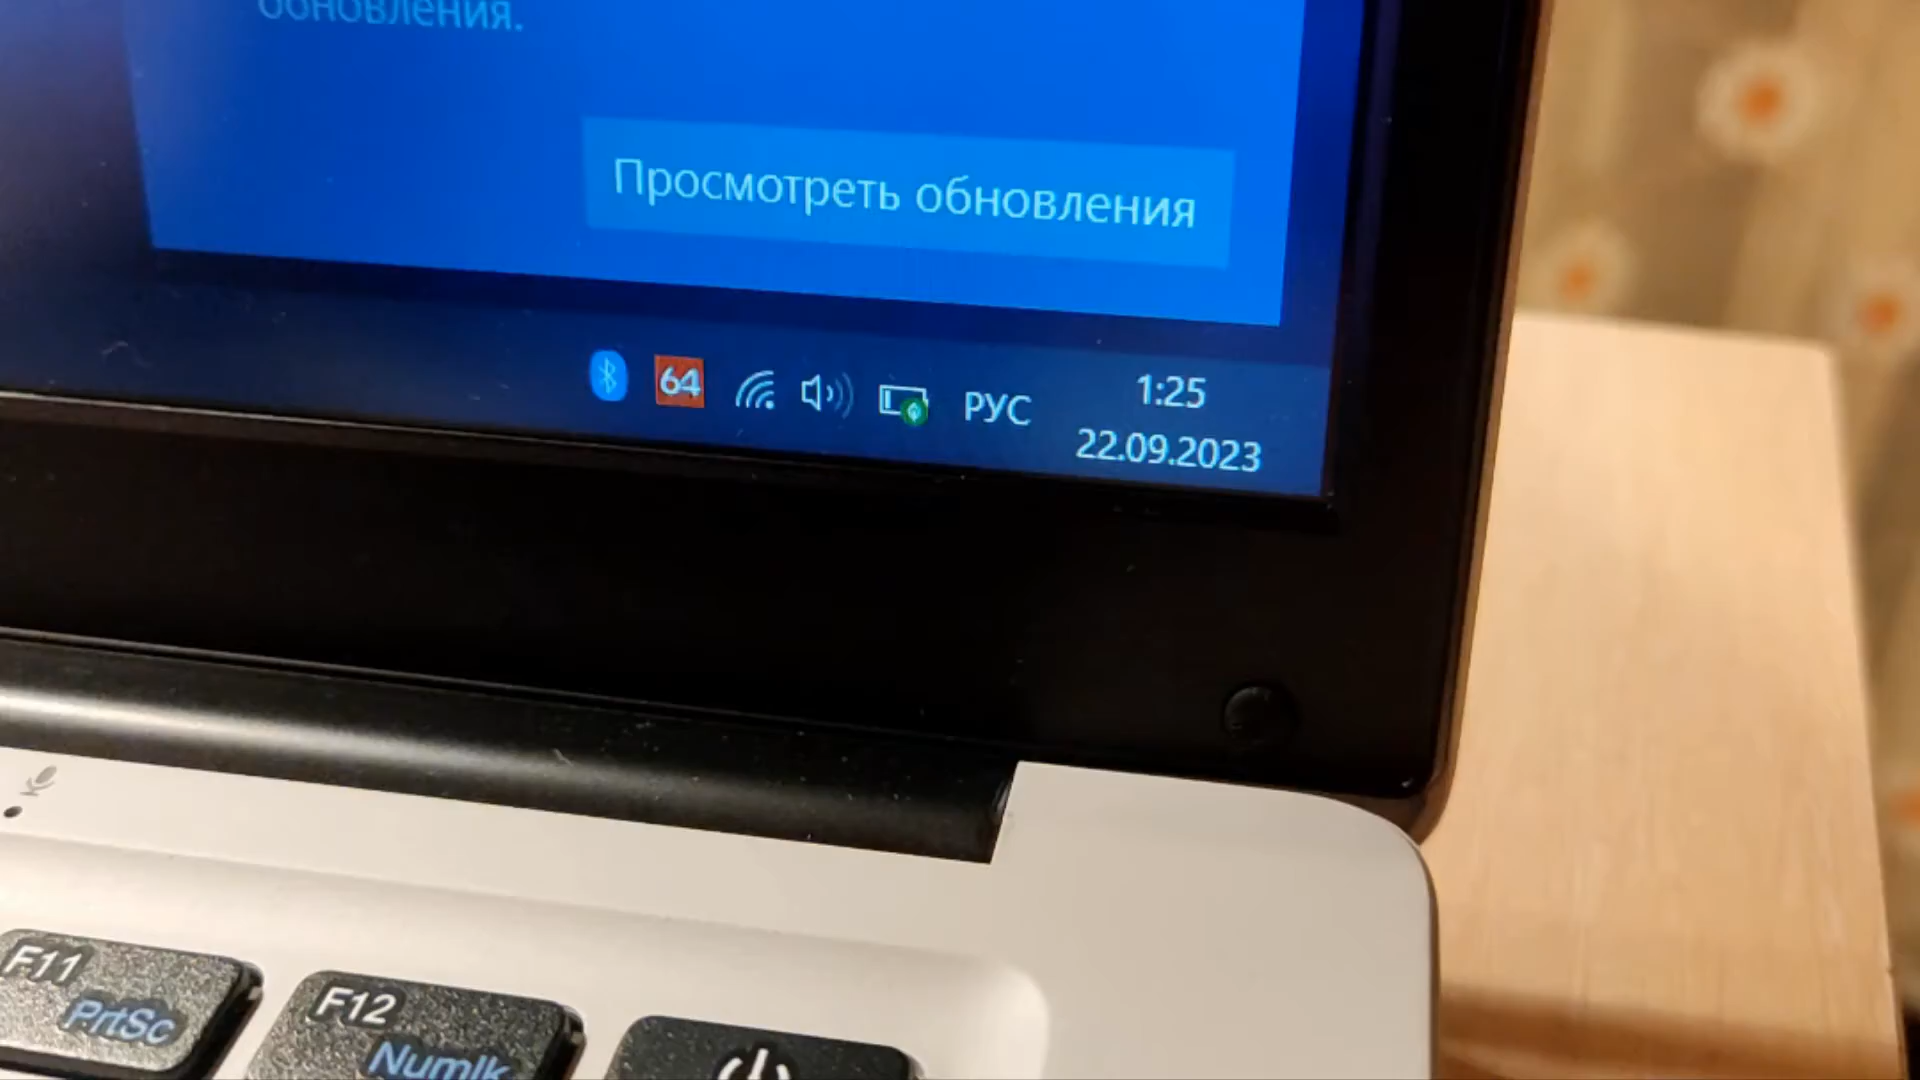 обновления.
Просмотреть обновления
64
РУС
1:25
22.09.2023
F11
PrtSc
F12
Numlk